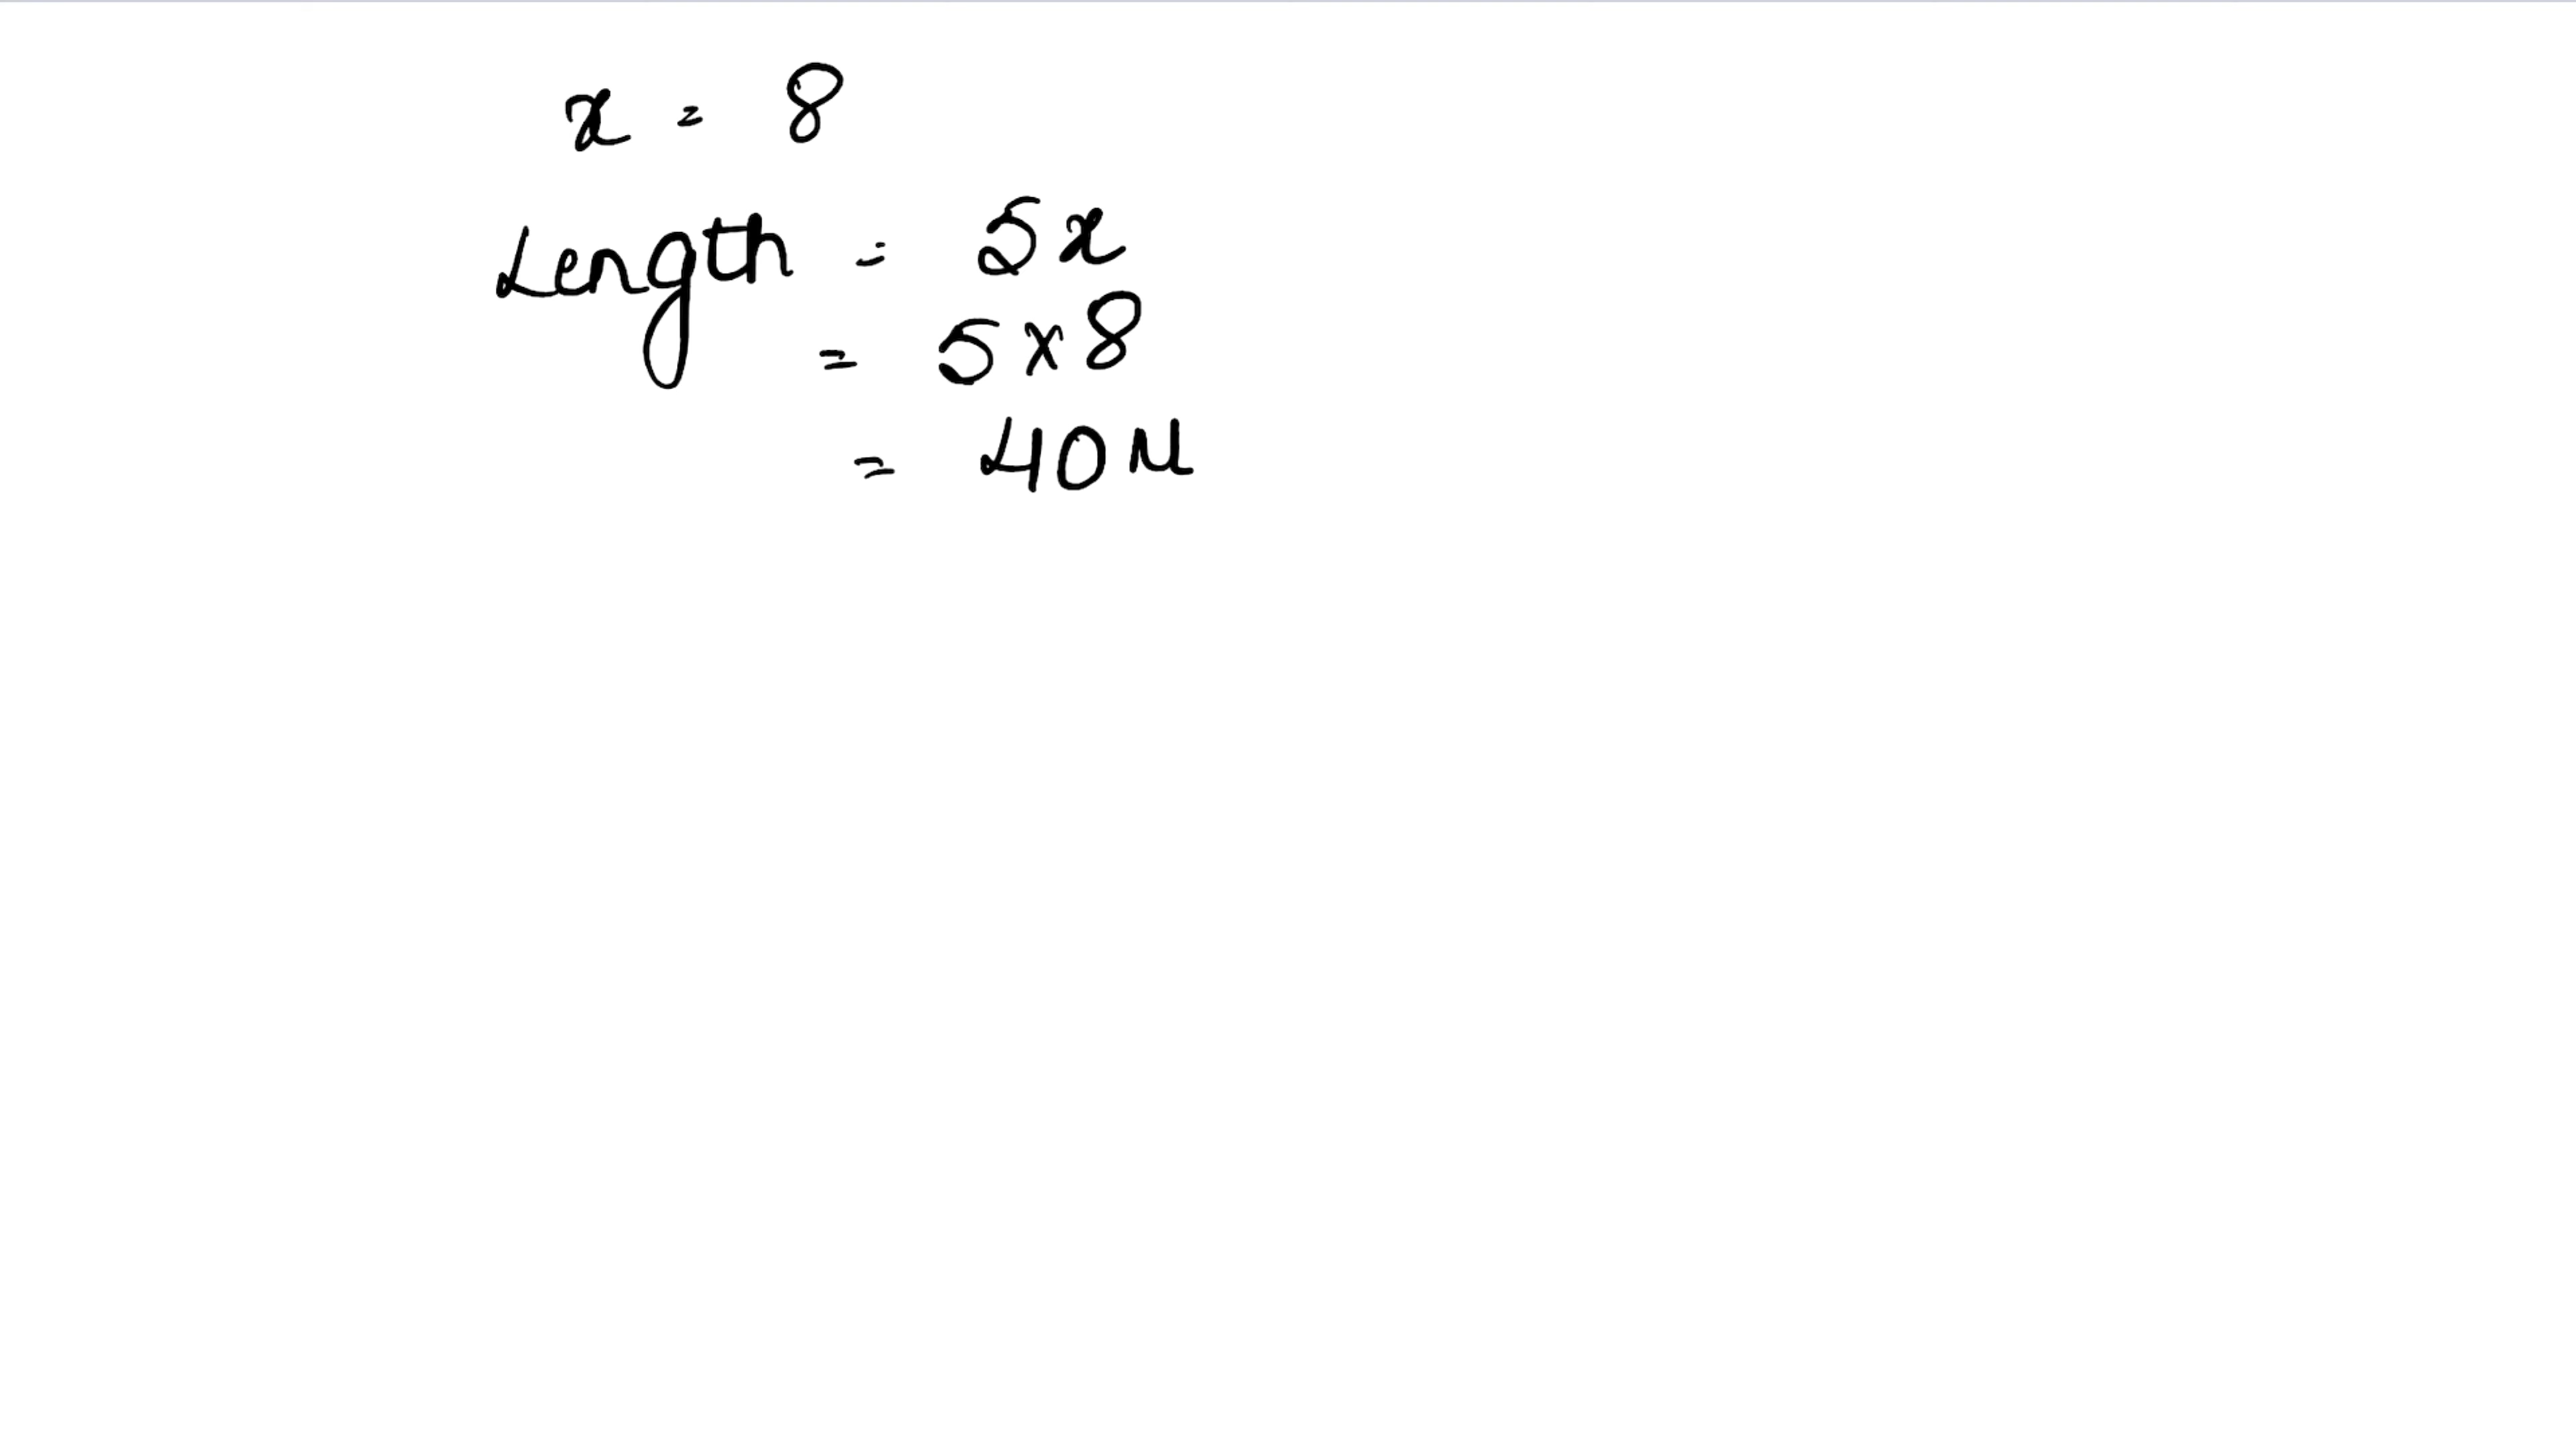 x = 8
Length = 5x
= 5x8
= 40M